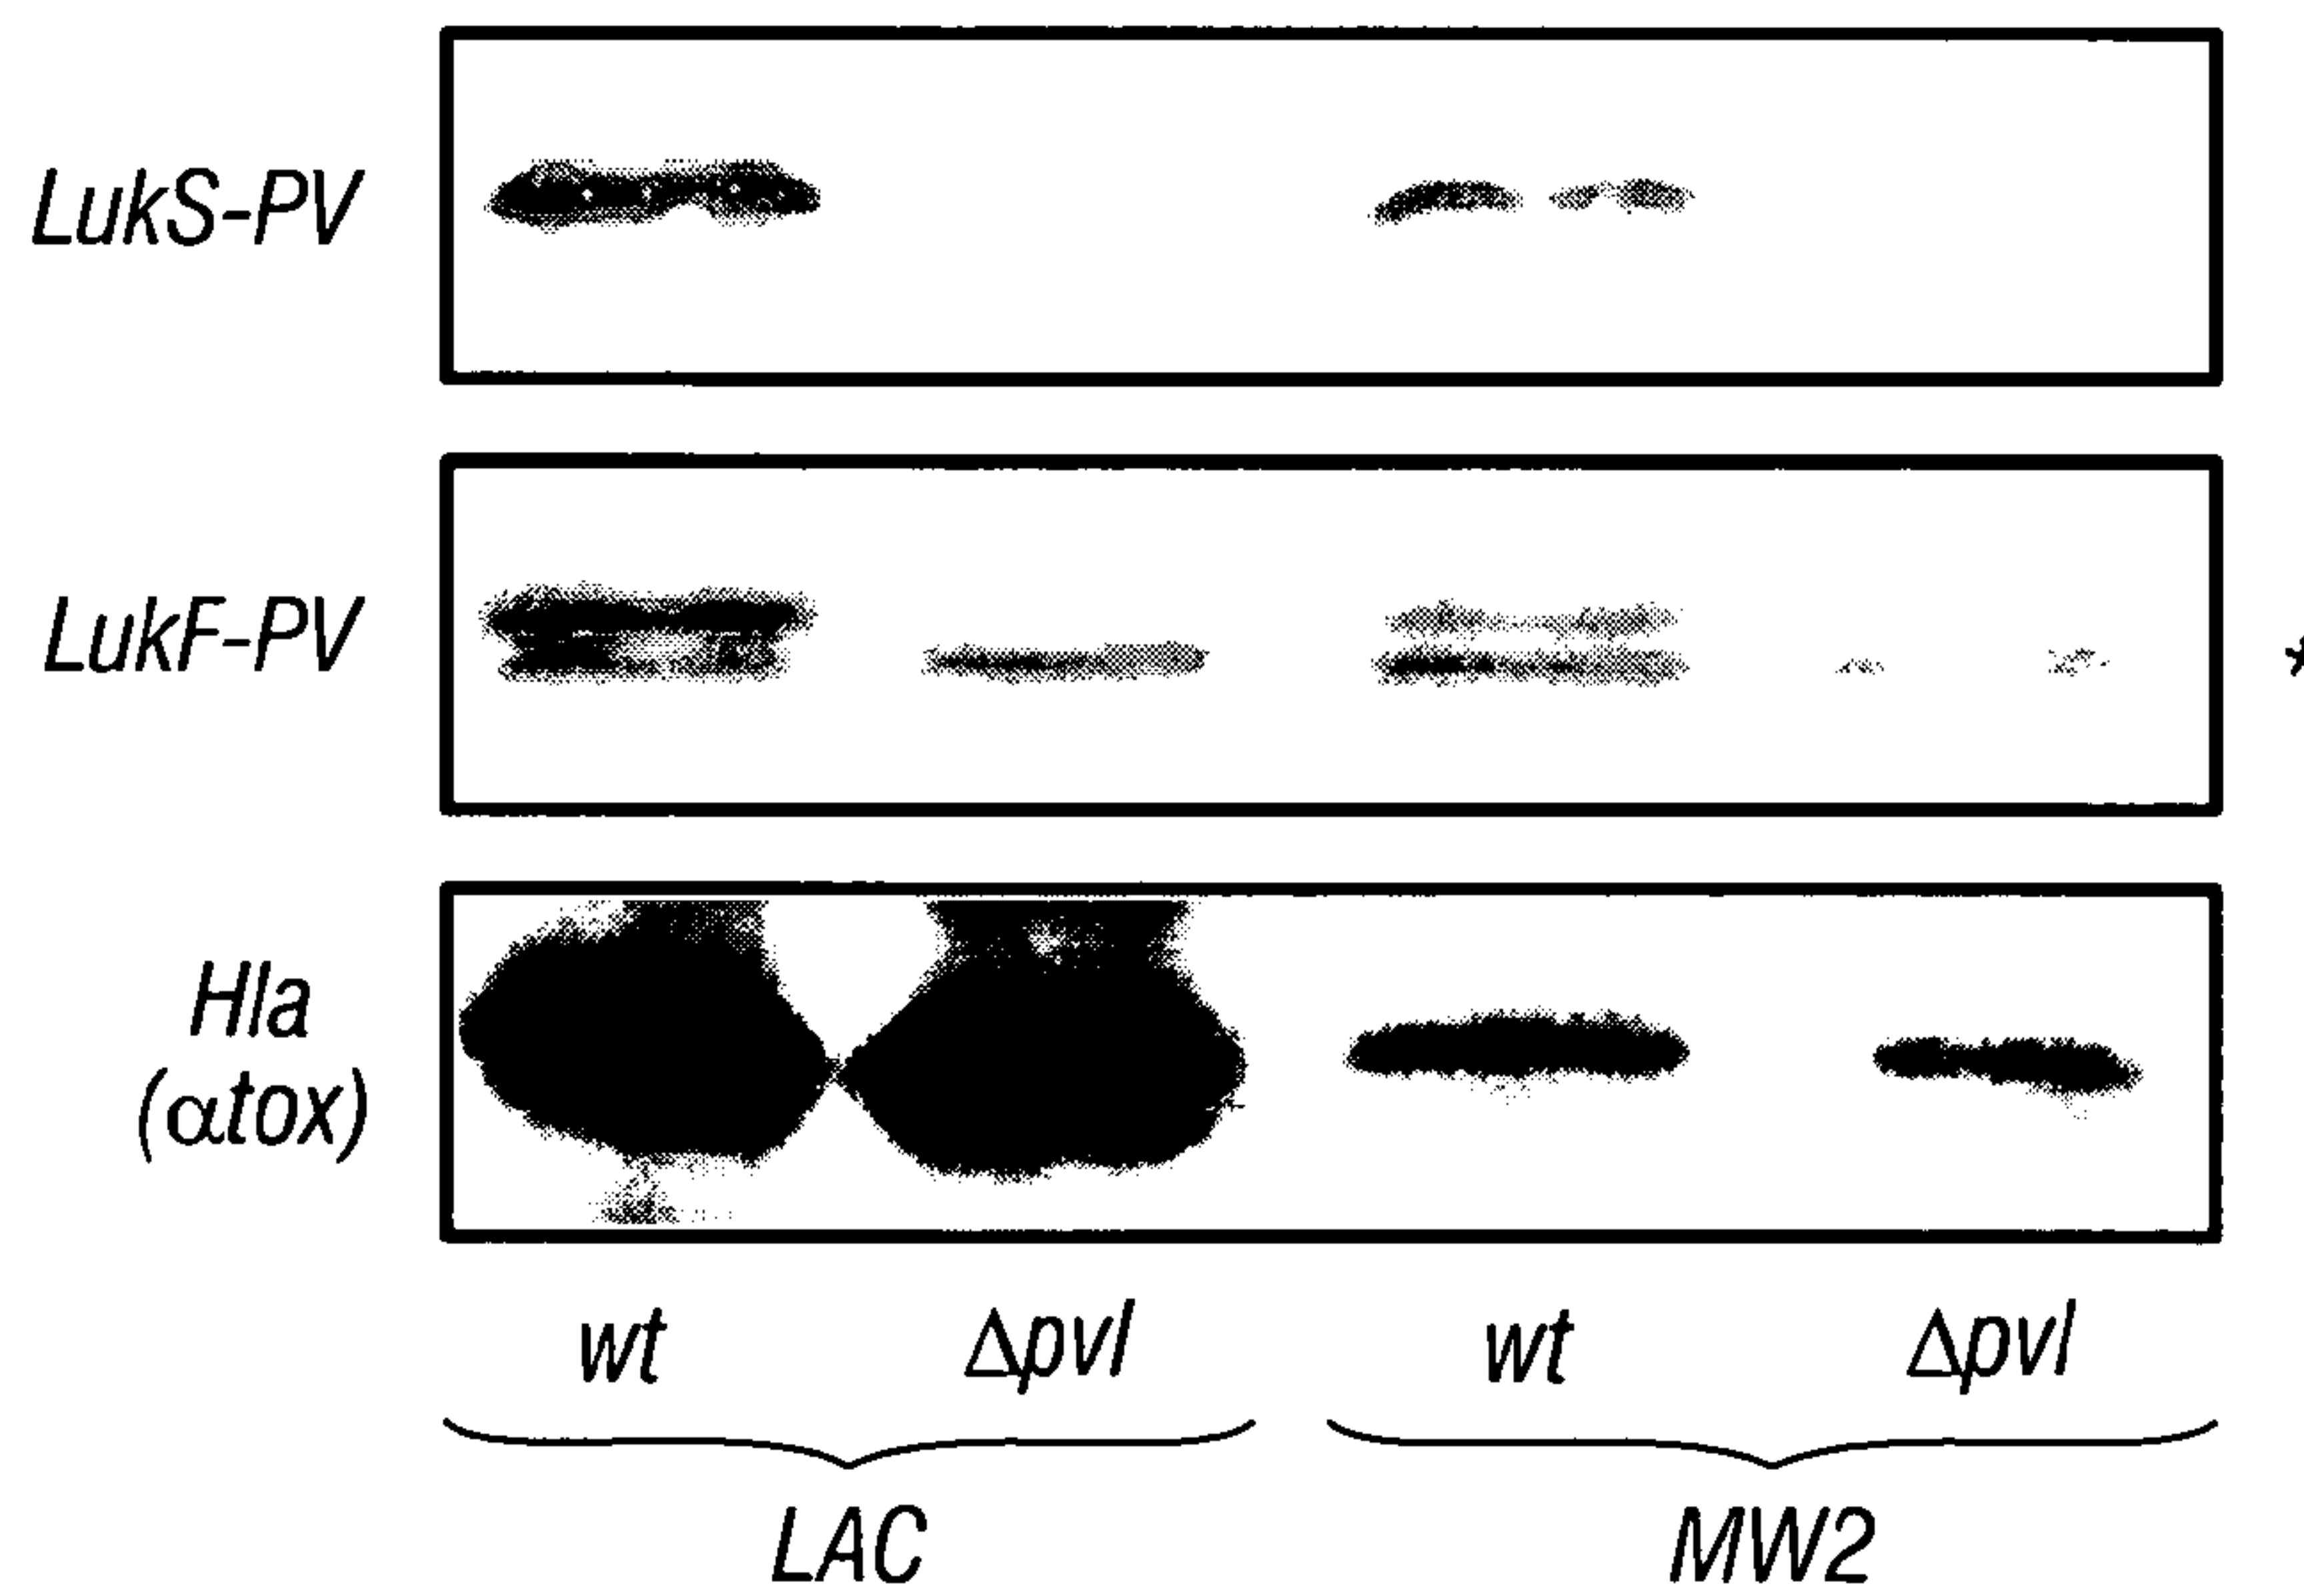 LukS-PV
LukF-PV
*
Hla
(αtox)
wt Δpvl wt Δpvl
LAC MW2